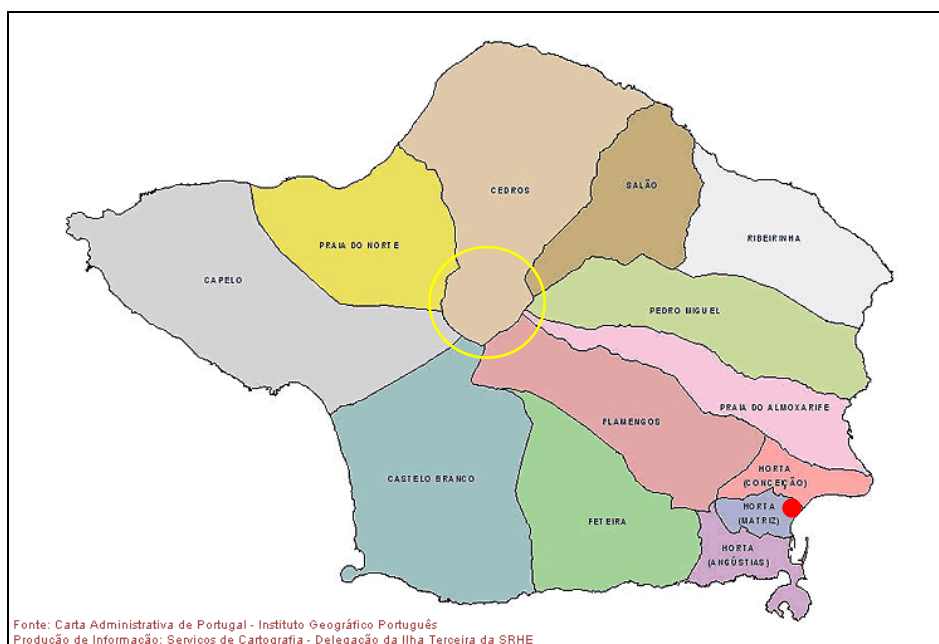 CEDROS
SALÃO
RIBEIRINHA
PRAIA DO NORTE
CAPELO
PEDRO MIGUEL
PRAIA DO ALMOXARIFE
FLAMENGOS
HORTA
(CONCEIÇÃO)
CASTELO BRANCO
HORTA
(MATRIZ)
FETEIRA
HORTA
(ANGÚSTIAS)
Fonte: Carta Administrativa de Portugal - Instituto Geográfico Português
Produção de Informação: Serviços de Cartografia - Delegação da Ilha Terceira da SRHE